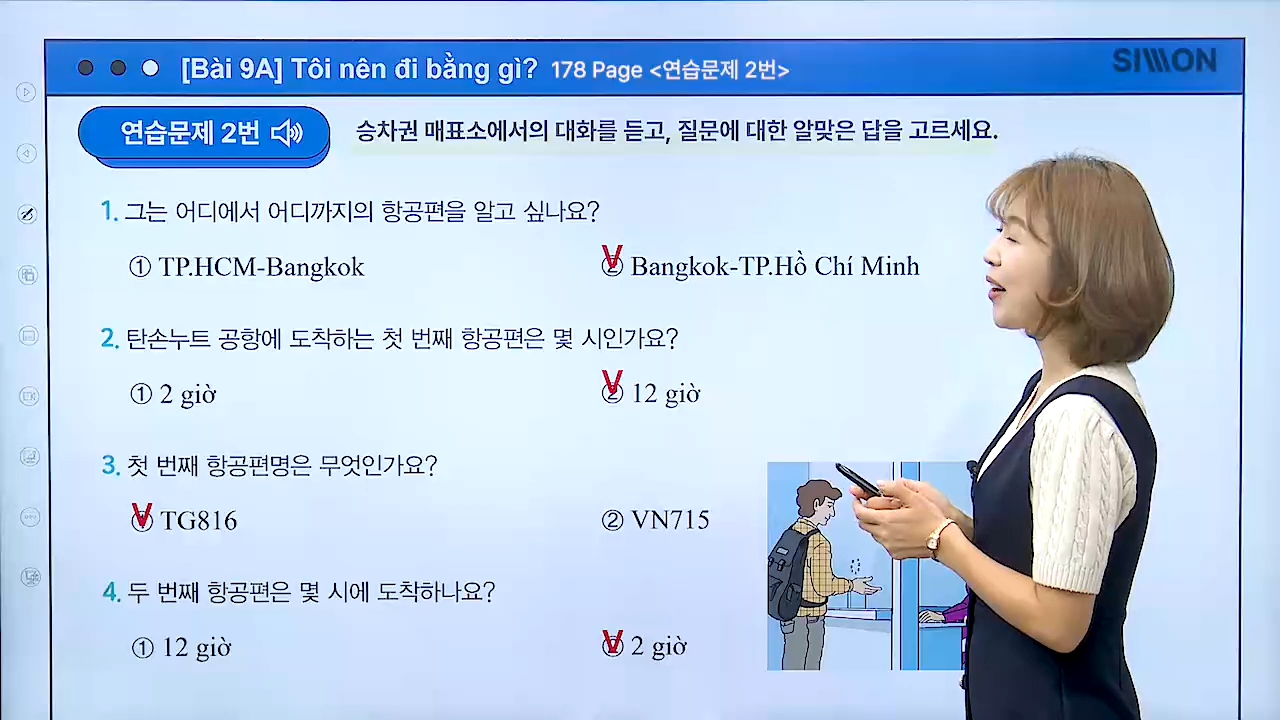 [Bài 9A] Tôi nên đi bằng gì? 178 Page <연습문제 2번>
SIWON
연습문제 2번
승차권 매표소에서의 대화를 듣고, 질문에 대한 알맞은 답을 고르세요.
1. 그는 어디에서 어디까지의 항공편을 알고 싶나요?
① TP.HCM-Bangkok
② Bangkok-TP.Hồ Chí Minh
2. 탄손누트 공항에 도착하는 첫 번째 항공편은 몇 시인가요?
① 2 giờ
② 12 giờ
3. 첫 번째 항공편명은 무엇인가요?
① TG816
② VN715
4. 두 번째 항공편은 몇 시에 도착하나요?
① 12 giờ
② 2 giờ